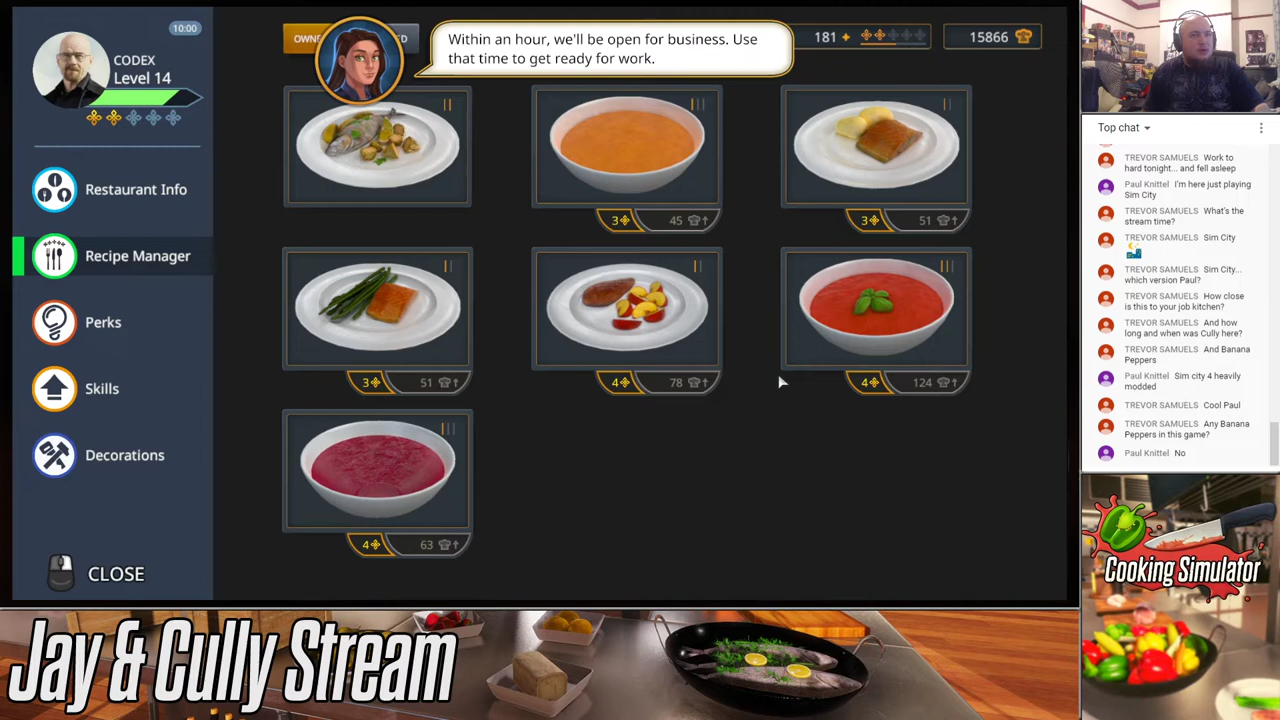 10:00
CODEX
Level 14
Restaurant Info
Recipe Manager
Perks
Skills
Decorations
CLOSE
Within an hour, we'll be open for business. Use
that time to get ready for work.
181
15866
3
45
3
51
3
51
4
78
4
124
4
63
Top chat
TREVOR SAMUELS Work to
hard tonight... and fell asleep
Paul Knittel I'm here just playing
Sim City
TREVOR SAMUELS What's the
stream time?
TREVOR SAMUELS Sim City
TREVOR SAMUELS Sim City...
which version Paul?
TREVOR SAMUELS How close
is this to your job kitchen?
TREVOR SAMUELS And how
long and when was Cully here?
TREVOR SAMUELS And Banana
Peppers
Paul Knittel Sim city 4 heavily
modded
TREVOR SAMUELS Cool Paul
TREVOR SAMUELS Any Banana
Peppers in this game?
Paul Knittel No
Cooking Simulator
Jay & Cully Stream